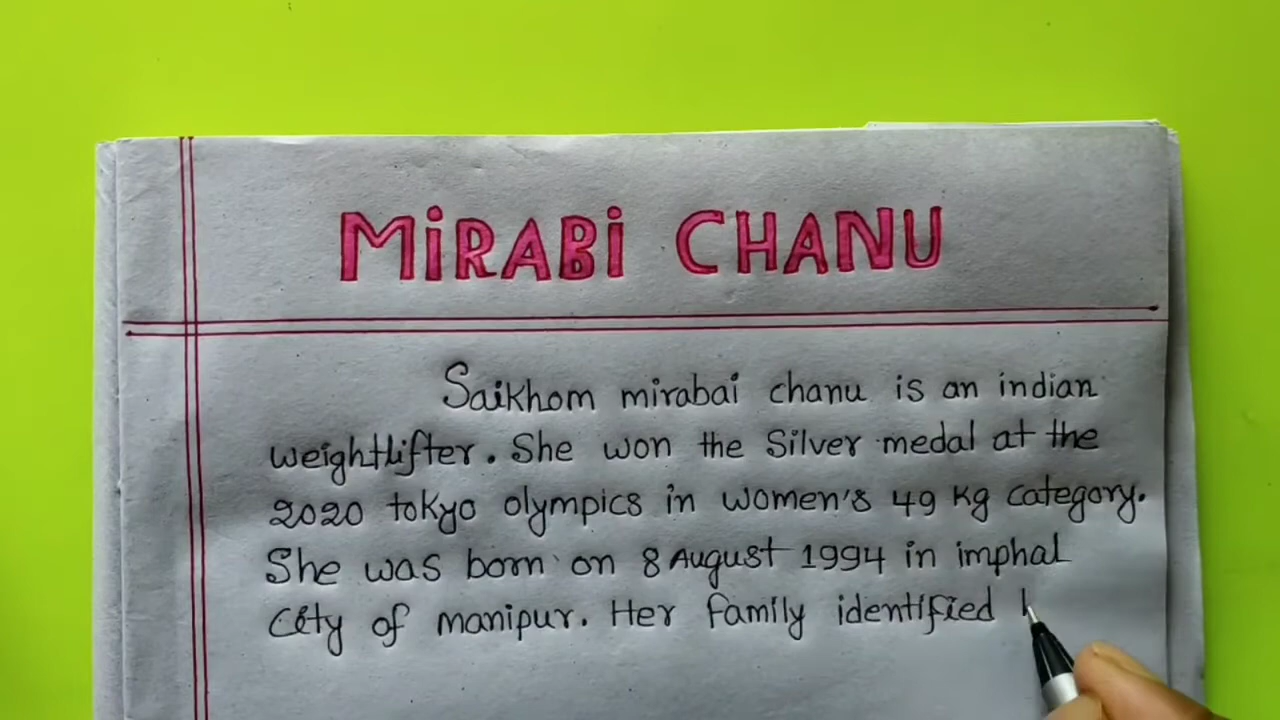 MiRABi CHANU
Saikhom mirabai chanu is an indian
weightlifter. She won the Silver medal at the
2020 tokyo olympics in women's 49 kg category.
She was born on 8 August 1994 in imphal
city of manipur. Her family identified